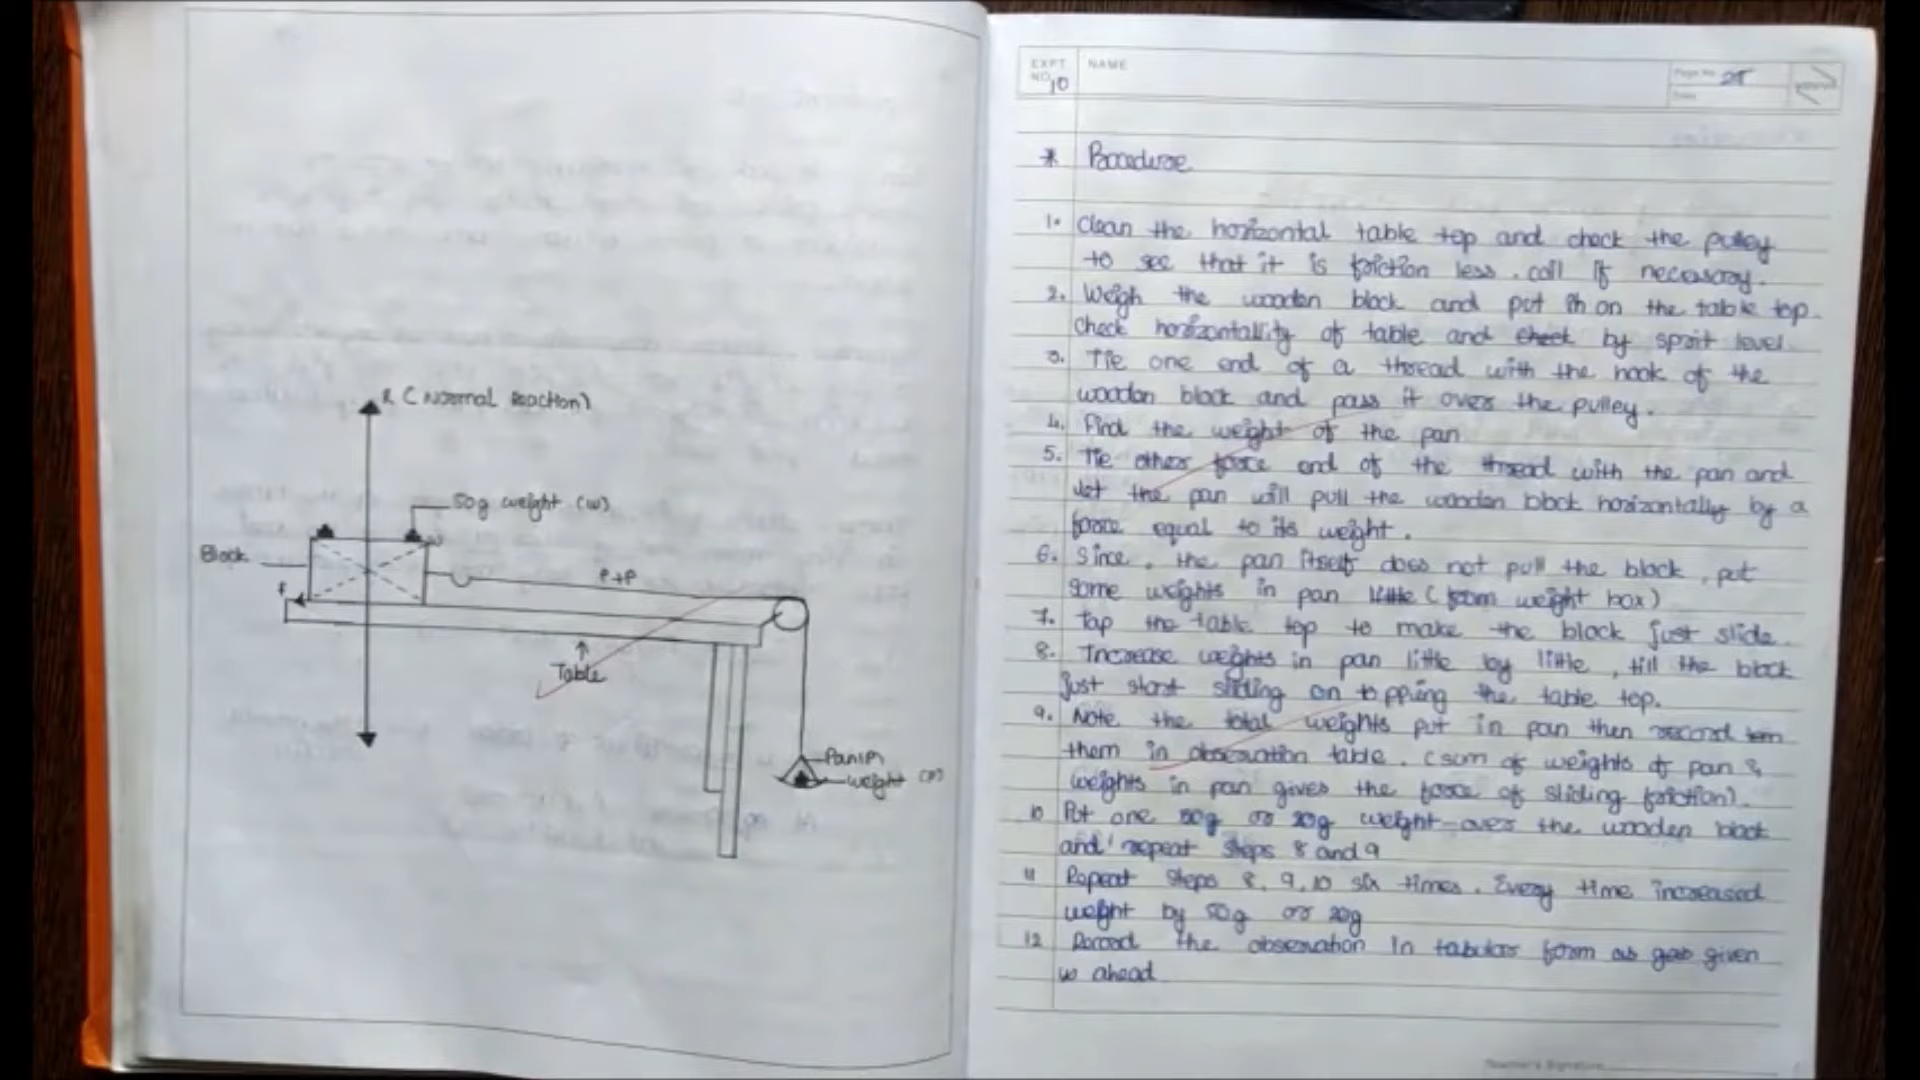 R (Normal Reaction)
50g weight (w)
Block
F
P+P
Table
Pan(P)
weight (P)
EXPT. NO. 10
NAME
Page No.
Date
* Procedure
1. Clean the horizontal table top and check the pulley
to see that it is friction less. oil if necessary.
2. Weigh the wooden block and put on the table top.
check horizontallity of table and by sprit level.
3. Tie one end of a thread with the hook of the
wooden block and pass it over the pulley.
4. Find the weight of the pan
5. Tie other end of the thread with the pan and
let the pan will pull the wooden block horizontally by a
force equal to its weight.
6. Since, the pan itself does not pull the block, put
some weights in pan little (from weight box)
7. Tap the table top to make the block just slide.
8. Increase weights in pan little by little, till the block
just start sliding on topping the table top.
9. Note the total weights put in pan then record
them in observation table. (sum of weights of pan &
weights in pan gives the force of sliding friction).
10 Put one 50g or 20g weight over the wooden block
and repeat steps 8 and 9
11 Repeat steps 8, 9, 10 six times. Every time increased
weight by 50g or 20g
12 Record the observation in tabular form as given
ahead
Teacher's Signature